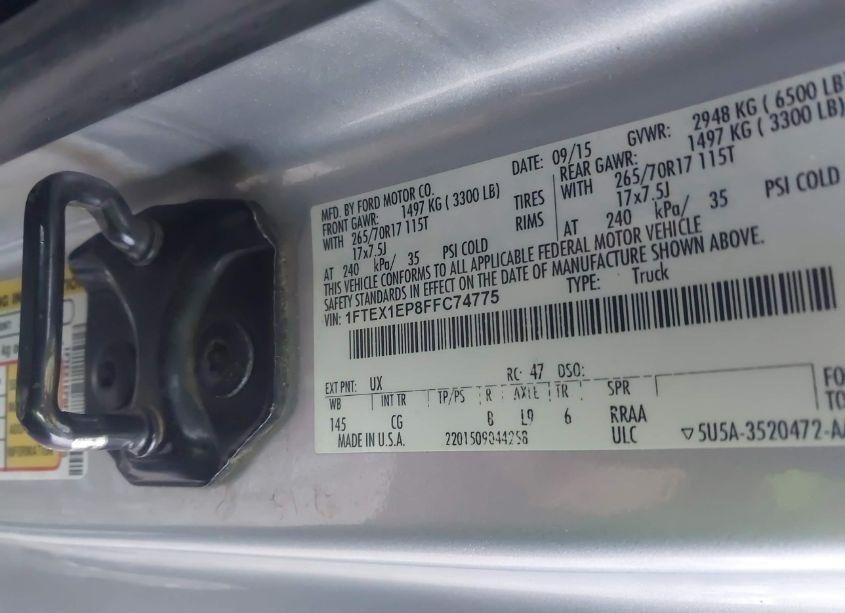 MFD. BY FORD MOTOR CO.
DATE: 09/15 GVWR: 2948 KG ( 6500 LB
FRONT GAWR: 1497 KG ( 3300 LB) REAR GAWR: 1497 KG ( 3300 LB)
WITH 265/70R17 115T TIRES WITH 265/70R17 115T
17x7.5J RIMS 17x7.5J
AT 240 kPa/ 35 PSI COLD AT 240 kPa/ 35 PSI COLD
THIS VEHICLE CONFORMS TO ALL APPLICABLE FEDERAL MOTOR VEHICLE
SAFETY STANDARDS IN EFFECT ON THE DATE OF MANUFACTURE SHOWN ABOVE.
VIN: 1FTEX1EP8FFC74775 TYPE: Truck
EXT PNT: UX RC: 47 DSO:
WB INT TR TP/PS R AXLE TR SPR
145 CG B L9 6 RRAA
MADE IN U.S.A. ULC ▽5U5A-3520472-A
FO
TO